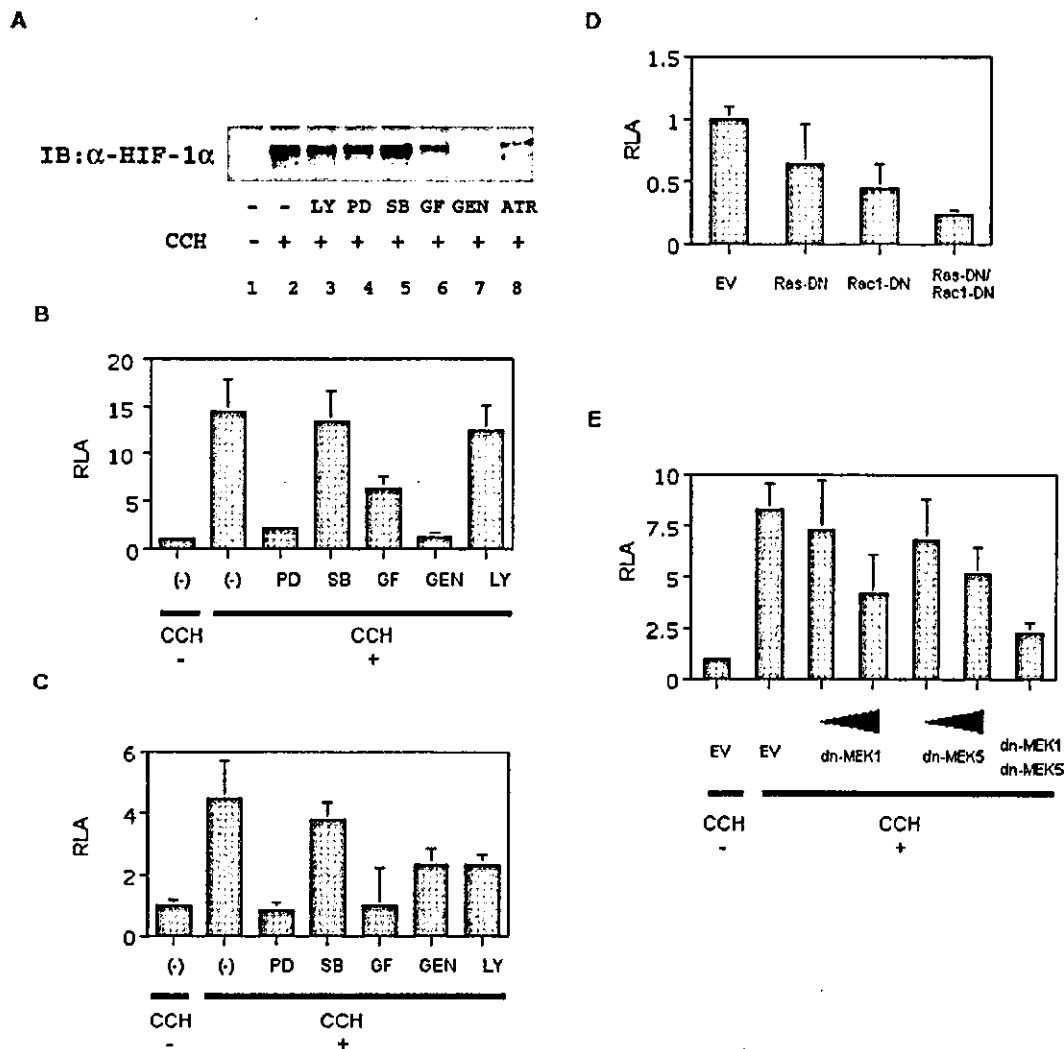 A
IB:α-HIF-1α
- - LY PD SB GF GEN ATR
CCH - + + + + + + +
1 2 3 4 5 6 7 8
B
20
15
10
5
0
RLA
(-) (-) PD SB GF GEN LY
CCH CCH
- +
C
6
4
2
0
RLA
(-) (-) PD SB GF GEN LY
CCH CCH
- +
D
1.5
1
0.5
0
RLA
EV Ras-DN Rac1-DN Ras-DN/
Rac1-DN
E
10
7.5
5
2.5
0
RLA
EV EV dn-MEK1 dn-MEK5 dn-MEK1
dn-MEK5
CCH CCH
- +